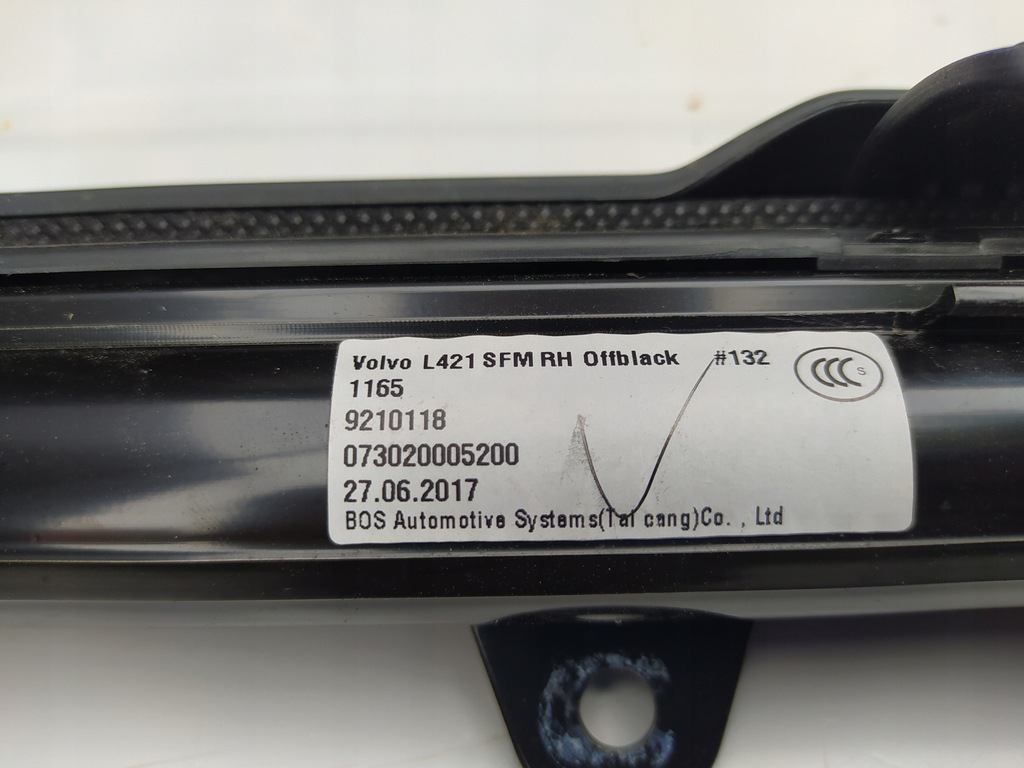 Volvo L421 SFM RH Offblack #132
1165
9210118
073020005200
27.06.2017
BOS Automotive Systems(Tai cang)Co. , Ltd
CCC S